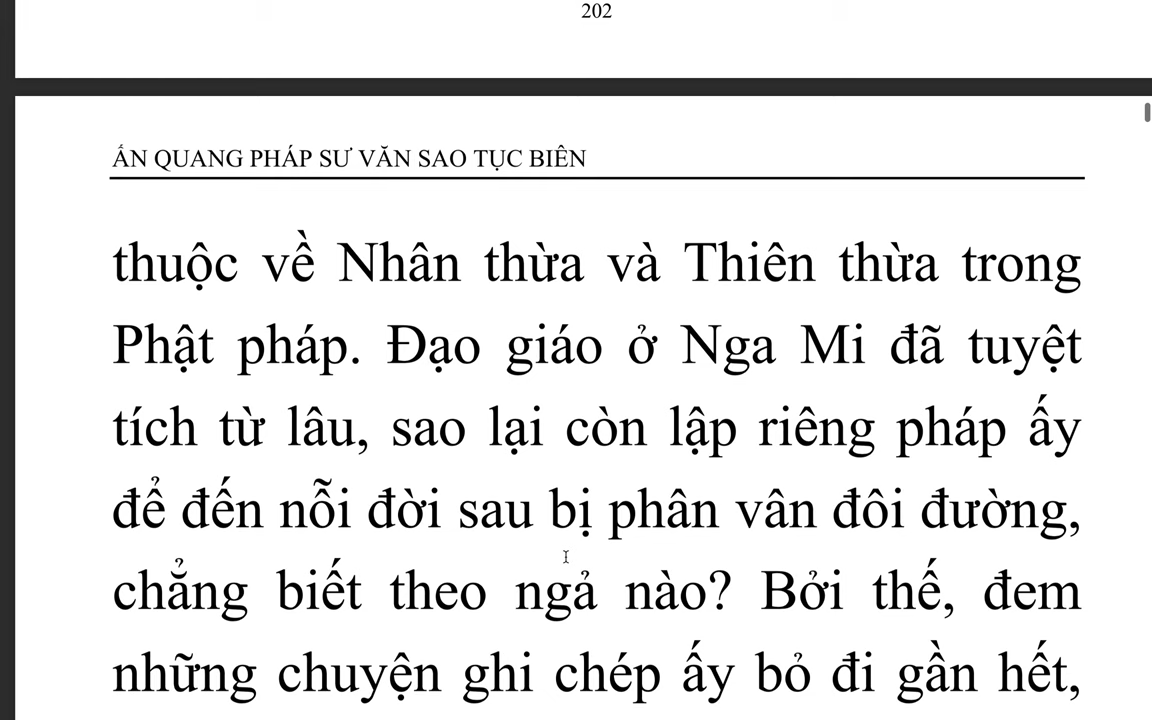 202
ẤN QUANG PHÁP SƯ VĂN SAO TỤC BIÊN
thuộc về Nhân thừa và Thiên thừa trong
Phật pháp. Đạo giáo ở Nga Mi đã tuyệt
tích từ lâu, sao lại còn lập riêng pháp ấy
để đến nỗi đời sau bị phân vân đôi đường,
chẳng biết theo ngả nào? Bởi thế, đem
những chuyện ghi chép ấy bỏ đi gần hết,